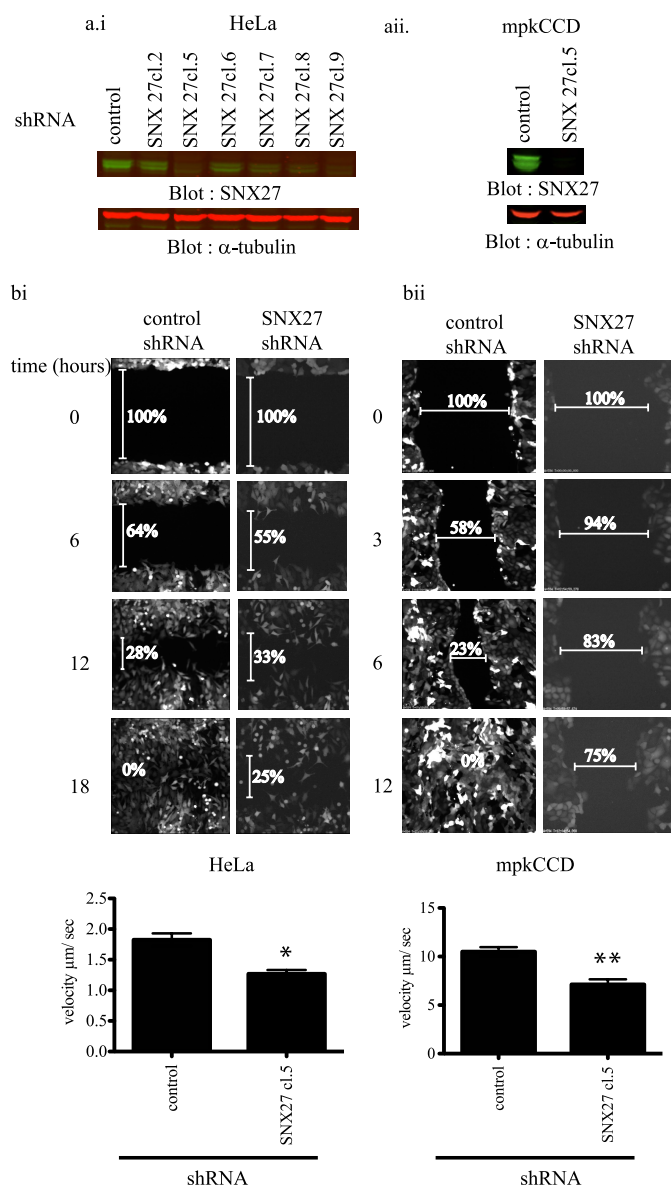 a.i HeLa
aii. mpkCCD
shRNA
control
SNX 27cl.2
SNX 27cl.5
SNX 27cl.6
SNX 27cl.7
SNX 27cl.8
SNX 27cl.9
control
SNX 27cl.5
Blot : SNX27
Blot : SNX27
Blot : α-tubulin
Blot : α-tubulin
bi
bii
control
shRNA
SNX27
shRNA
control
shRNA
SNX27
shRNA
time (hours)
0
100%
100%
0
100%
100%
6
64%
55%
3
58%
94%
12
28%
33%
6
23%
83%
18
0%
25%
12
0%
75%
HeLa
velocity µm/ sec
2.5
2.0
1.5
1.0
0.5
0.0
*
control
SNX27 cl.5
shRNA
mpkCCD
velocity µm/ sec
15
10
5
0
**
control
SNX27 cl.5
shRNA